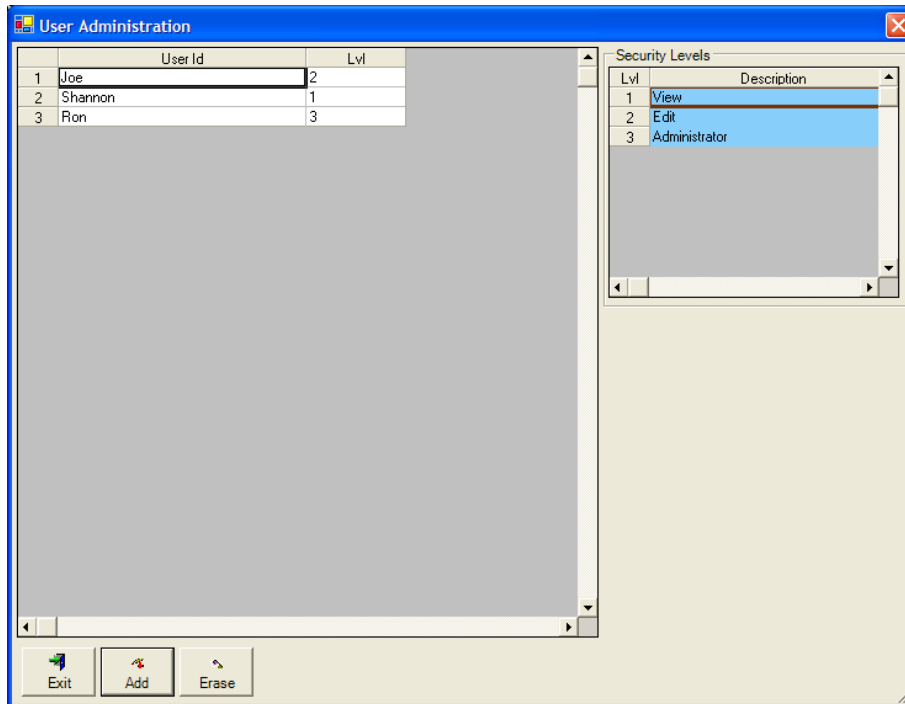 User Administration
User Id Lvl
1 Joe 2
2 Shannon 1
3 Ron 3
Security Levels
Lvl Description
1 View
2 Edit
3 Administrator
Exit Add Erase